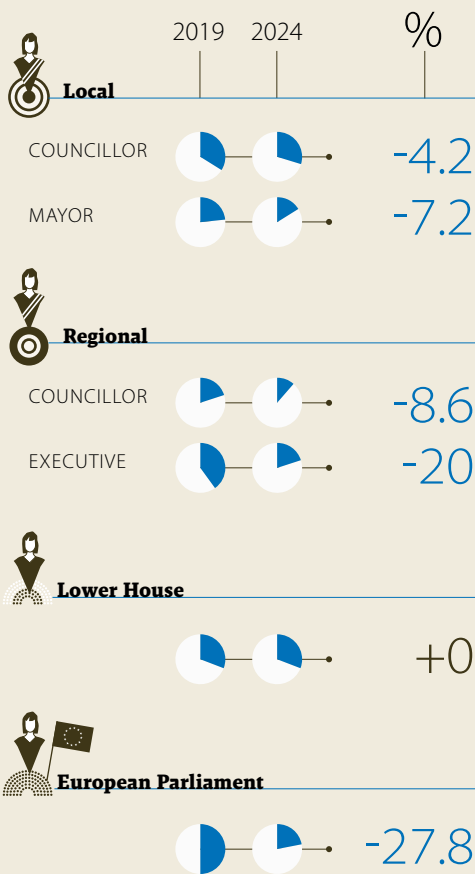 2019 2024 %
Local
COUNCILLOR -4.2
MAYOR -7.2
Regional
COUNCILLOR -8.6
EXECUTIVE -20
Lower House
+0
European Parliament
-27.8